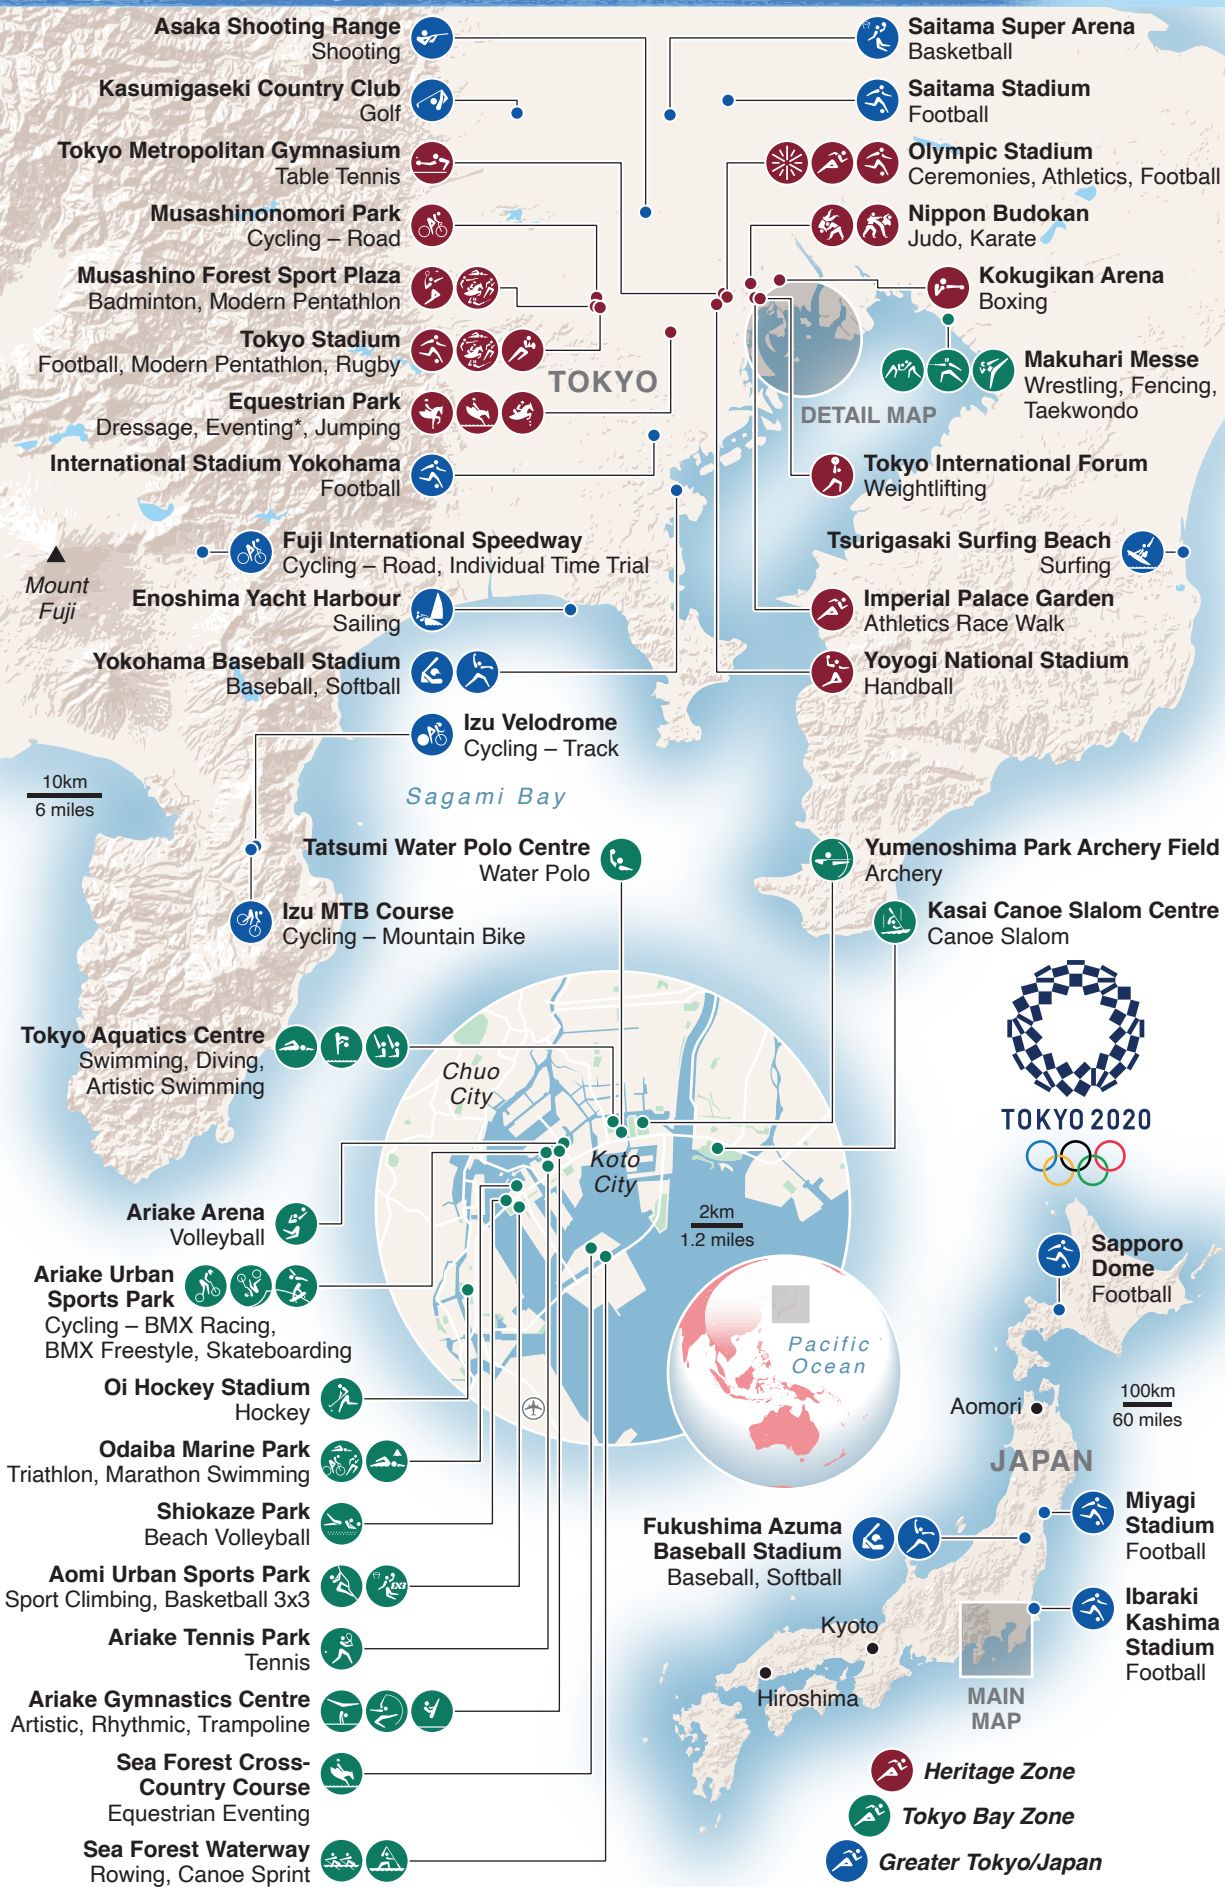 Asaka Shooting Range
Shooting
Kasumigaseki Country Club
Golf
Tokyo Metropolitan Gymnasium
Table Tennis
Musashinonomori Park
Cycling – Road
Musashino Forest Sport Plaza
Badminton, Modern Pentathlon
Tokyo Stadium
Football, Modern Pentathlon, Rugby
Equestrian Park
Dressage, Eventing*, Jumping
International Stadium Yokohama
Football
Saitama Super Arena
Basketball
Saitama Stadium
Football
Olympic Stadium
Ceremonies, Athletics, Football
Nippon Budokan
Judo, Karate
Kokugikan Arena
Boxing
Makuhari Messe
Wrestling, Fencing,
Taekwondo
TOKYO
DETAIL MAP
Tokyo International Forum
Weightlifting
Mount
Fuji
Fuji International Speedway
Cycling – Road, Individual Time Trial
Tsurigasaki Surfing Beach
Surfing
Enoshima Yacht Harbour
Sailing
Imperial Palace Garden
Athletics Race Walk
Yokohama Baseball Stadium
Baseball, Softball
Yoyogi National Stadium
Handball
Izu Velodrome
Cycling – Track
10km
6 miles
Sagami Bay
Tatsumi Water Polo Centre
Water Polo
Yumenoshima Park Archery Field
Archery
Izu MTB Course
Cycling – Mountain Bike
Kasai Canoe Slalom Centre
Canoe Slalom
Tokyo Aquatics Centre
Swimming, Diving,
Artistic Swimming
Chuo
City
Koto
City
TOKYO 2020
2km
1.2 miles
Ariake Arena
Volleyball
Ariake Urban
Sports Park
Cycling – BMX Racing,
BMX Freestyle, Skateboarding
Oi Hockey Stadium
Hockey
Odaiba Marine Park
Triathlon, Marathon Swimming
Shiokaze Park
Beach Volleyball
Aomi Urban Sports Park
Sport Climbing, Basketball 3x3
3X3
Ariake Tennis Park
Tennis
Ariake Gymnastics Centre
Artistic, Rhythmic, Trampoline
Sea Forest Cross-
Country Course
Equestrian Eventing
Sea Forest Waterway
Rowing, Canoe Sprint
Pacific
Ocean
Sapporo
Dome
Football
Aomori
100km
60 miles
JAPAN
Miyagi
Stadium
Football
Fukushima Azuma
Baseball Stadium
Baseball, Softball
Ibaraki
Kashima
Stadium
Football
Kyoto
Hiroshima
MAIN
MAP
Heritage Zone
Tokyo Bay Zone
Greater Tokyo/Japan